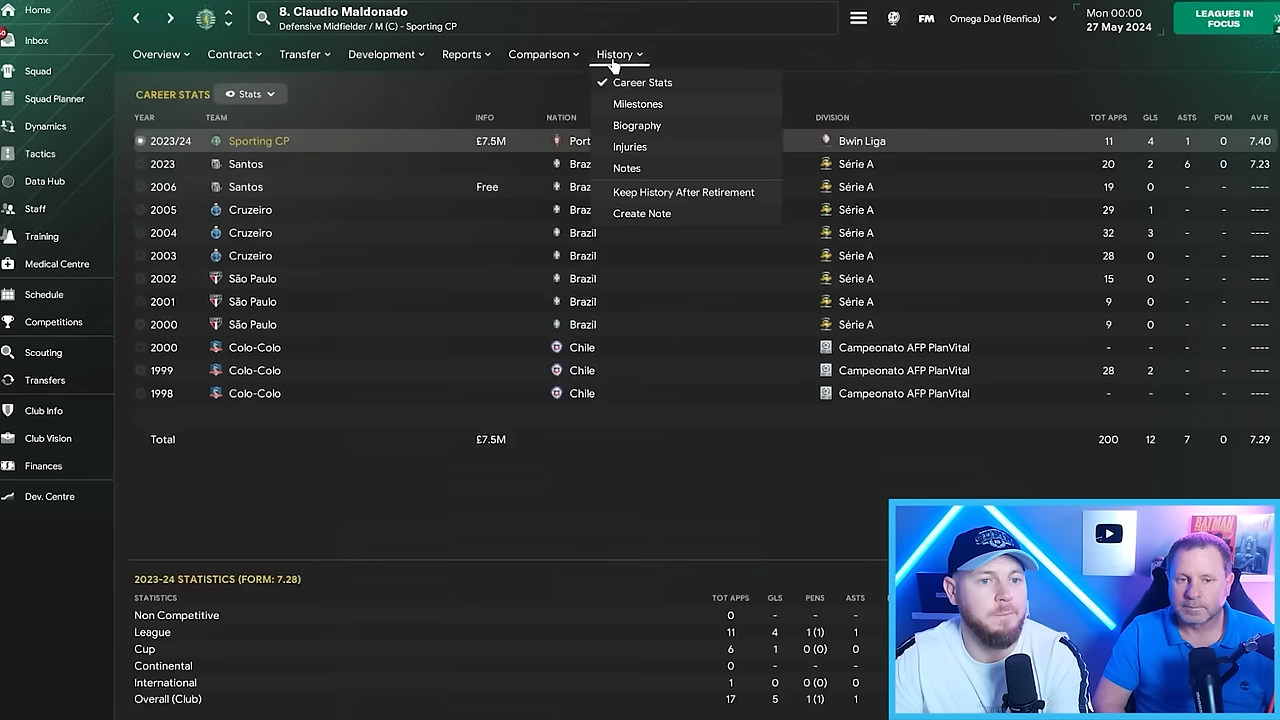 Home
Inbox
Squad
Squad Planner
Dynamics
Tactics
Data Hub
Staff
Training
Medical Centre
Schedule
Competitions
Scouting
Transfers
Club Info
Club Vision
Finances
Dev. Centre
8. Claudio Maldonado
Defensive Midfielder / M (C) - Sporting CP
FM
Omega Dad (Benfica)
Mon 00:00
27 May 2024
LEAGUES IN
FOCUS
Overview Contract Transfer Development Reports Comparison History
Career Stats
Milestones
Biography
Injuries
Notes
Keep History After Retirement
Create Note
CAREER STATS Stats
YEAR TEAM INFO NATION DIVISION TOT APPS GLS ASTS POM AV R
2023/24 Sporting CP £7.5M Port Bwin Liga 11 4 1 0 7.40
2023 Santos Braz Série A 20 2 6 0 7.23
2006 Santos Free Braz Série A 19 0 - - ----
2005 Cruzeiro Braz Série A 29 1 - - ----
2004 Cruzeiro Brazil Série A 32 3 - - ----
2003 Cruzeiro Brazil Série A 28 0 - - ----
2002 São Paulo Brazil Série A 15 0 - - ----
2001 São Paulo Brazil Série A 9 0 - - ----
2000 São Paulo Brazil Série A 9 0 - - ----
2000 Colo-Colo Chile Campeonato AFP PlanVital - - - - ----
1999 Colo-Colo Chile Campeonato AFP PlanVital 28 2 - - ----
1998 Colo-Colo Chile Campeonato AFP PlanVital - - - - ----
Total £7.5M 200 12 7 0 7.29
2023-24 STATISTICS (FORM: 7.28)
STATISTICS TOT APPS GLS PENS ASTS
Non Competitive 0 - - -
League 11 4 1 (1) 1
Cup 6 1 0 (0) 0
Continental 0 - - -
International 1 0 0 (0) 0
Overall (Club) 17 5 1 (1) 1
BATMAN